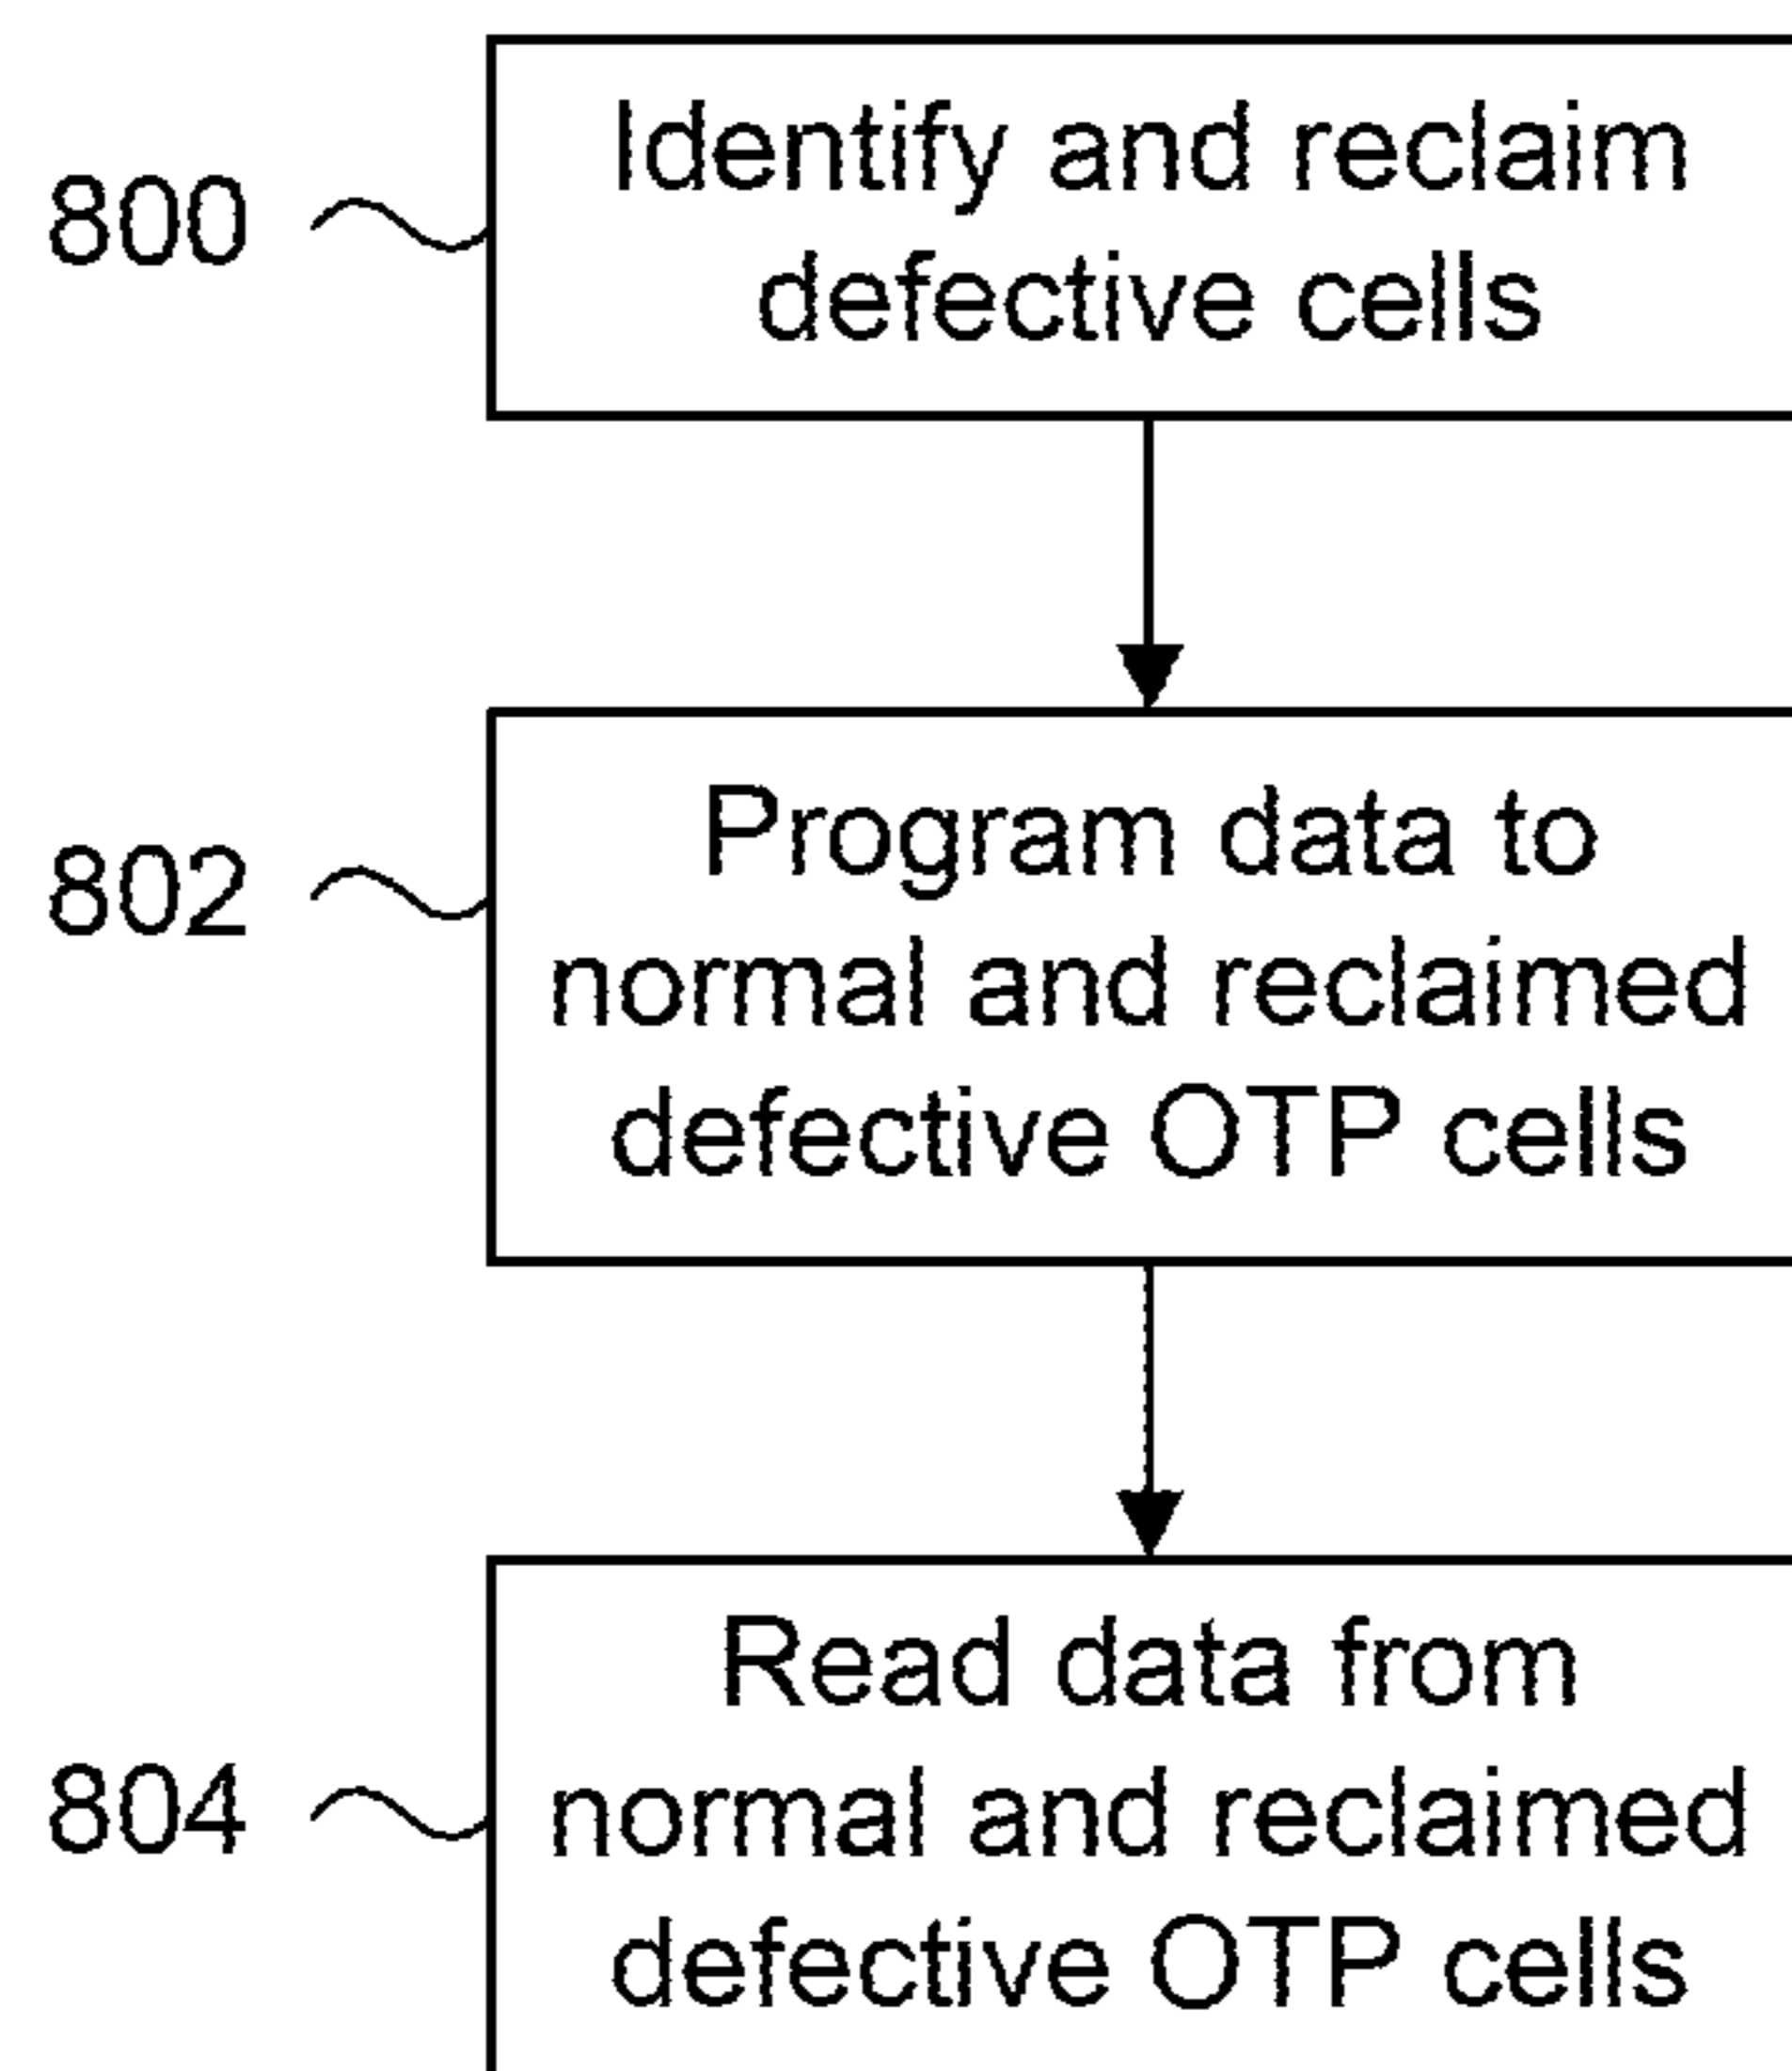 800
Identify and reclaim
defective cells
802
Program data to
normal and reclaimed
defective OTP cells
804
Read data from
normal and reclaimed
defective OTP cells